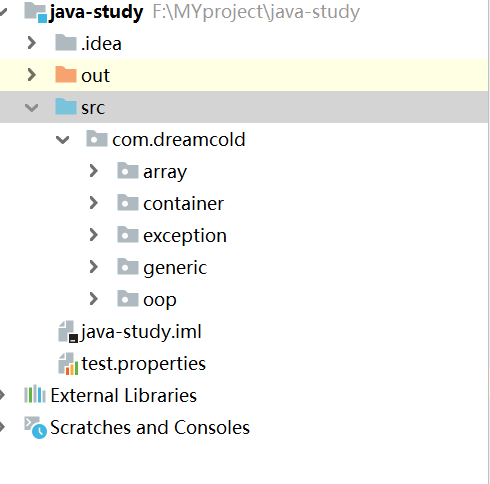 java-study F:\MYproject\java-study
.idea
out
src
com.dreamcold
array
container
exception
generic
oop
java-study.iml
test.properties
External Libraries
Scratches and Consoles